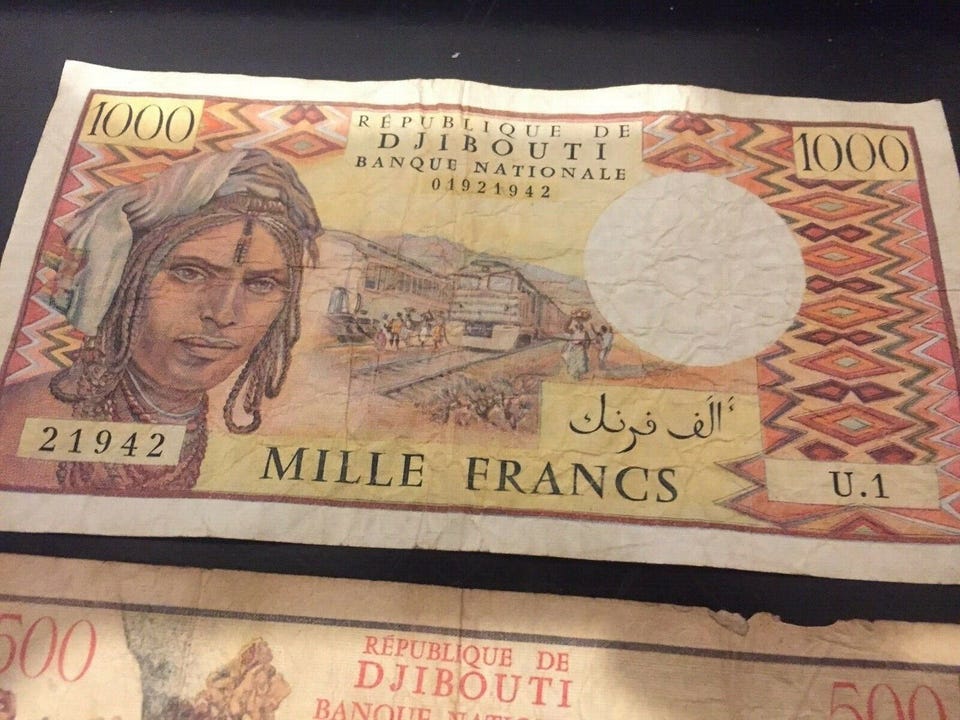 1000
RÉPUBLIQUE DE
DJIBOUTI
BANQUE NATIONALE
01921942
1000
ألف فرنك
21942
MILLE FRANCS
U.1
500
RÉPUBLIQUE DE
DJIBOUTI
BANQUE
500